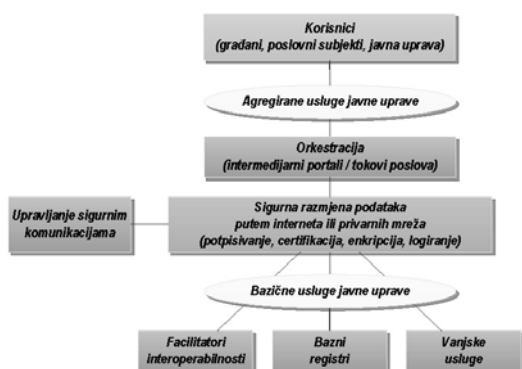 Korisnici
(građani, poslovni subjekti, javna uprava)
Agregirane usluge javne uprave
Orkestracija
(intermedijarni portali / tokovi poslova)
Upravljanje sigurnim
komunikacijama
Sigurna razmjena podataka
putem interneta ili privarnih mreža
(potpisivanje, certifikacija, enkripcija, logiranje)
Bazične usluge javne uprave
Facilitatori
interoperabilnosti
Bazni
registri
Vanjske
usluge